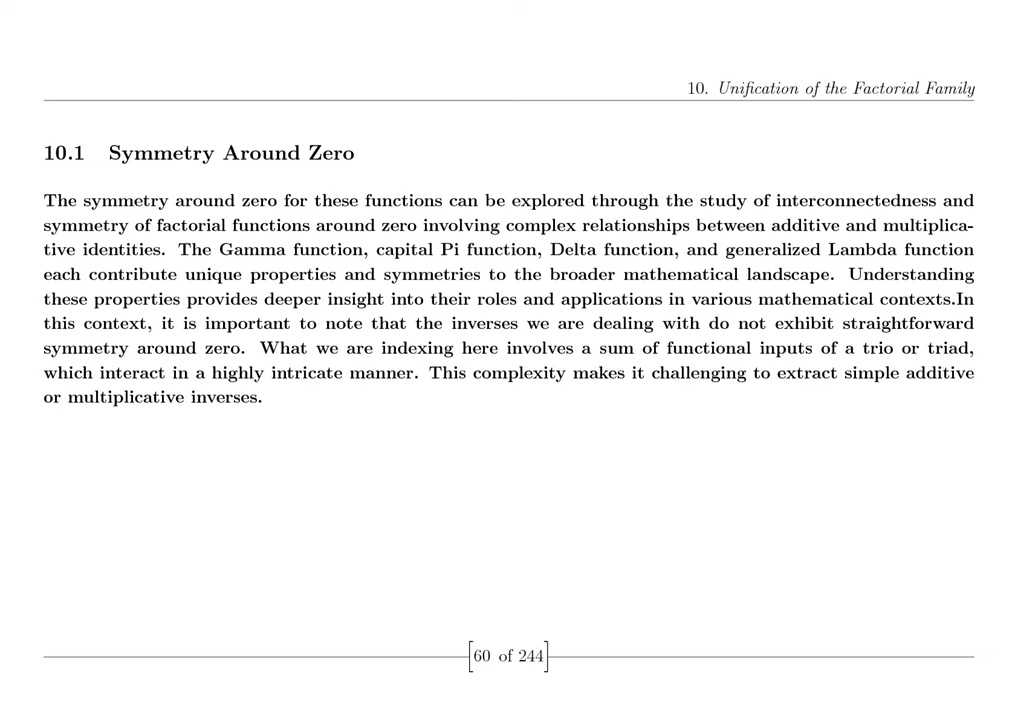 10. Unification of the Factorial Family
10.1 Symmetry Around Zero
The symmetry around zero for these functions can be explored through the study of interconnectedness and
symmetry of factorial functions around zero involving complex relationships between additive and multiplica-
tive identities. The Gamma function, capital Pi function, Delta function, and generalized Lambda function
each contribute unique properties and symmetries to the broader mathematical landscape. Understanding
these properties provides deeper insight into their roles and applications in various mathematical contexts.In
this context, it is important to note that the inverses we are dealing with do not exhibit straightforward
symmetry around zero. What we are indexing here involves a sum of functional inputs of a trio or triad,
which interact in a highly intricate manner. This complexity makes it challenging to extract simple additive
or multiplicative inverses.
[60 of 244]